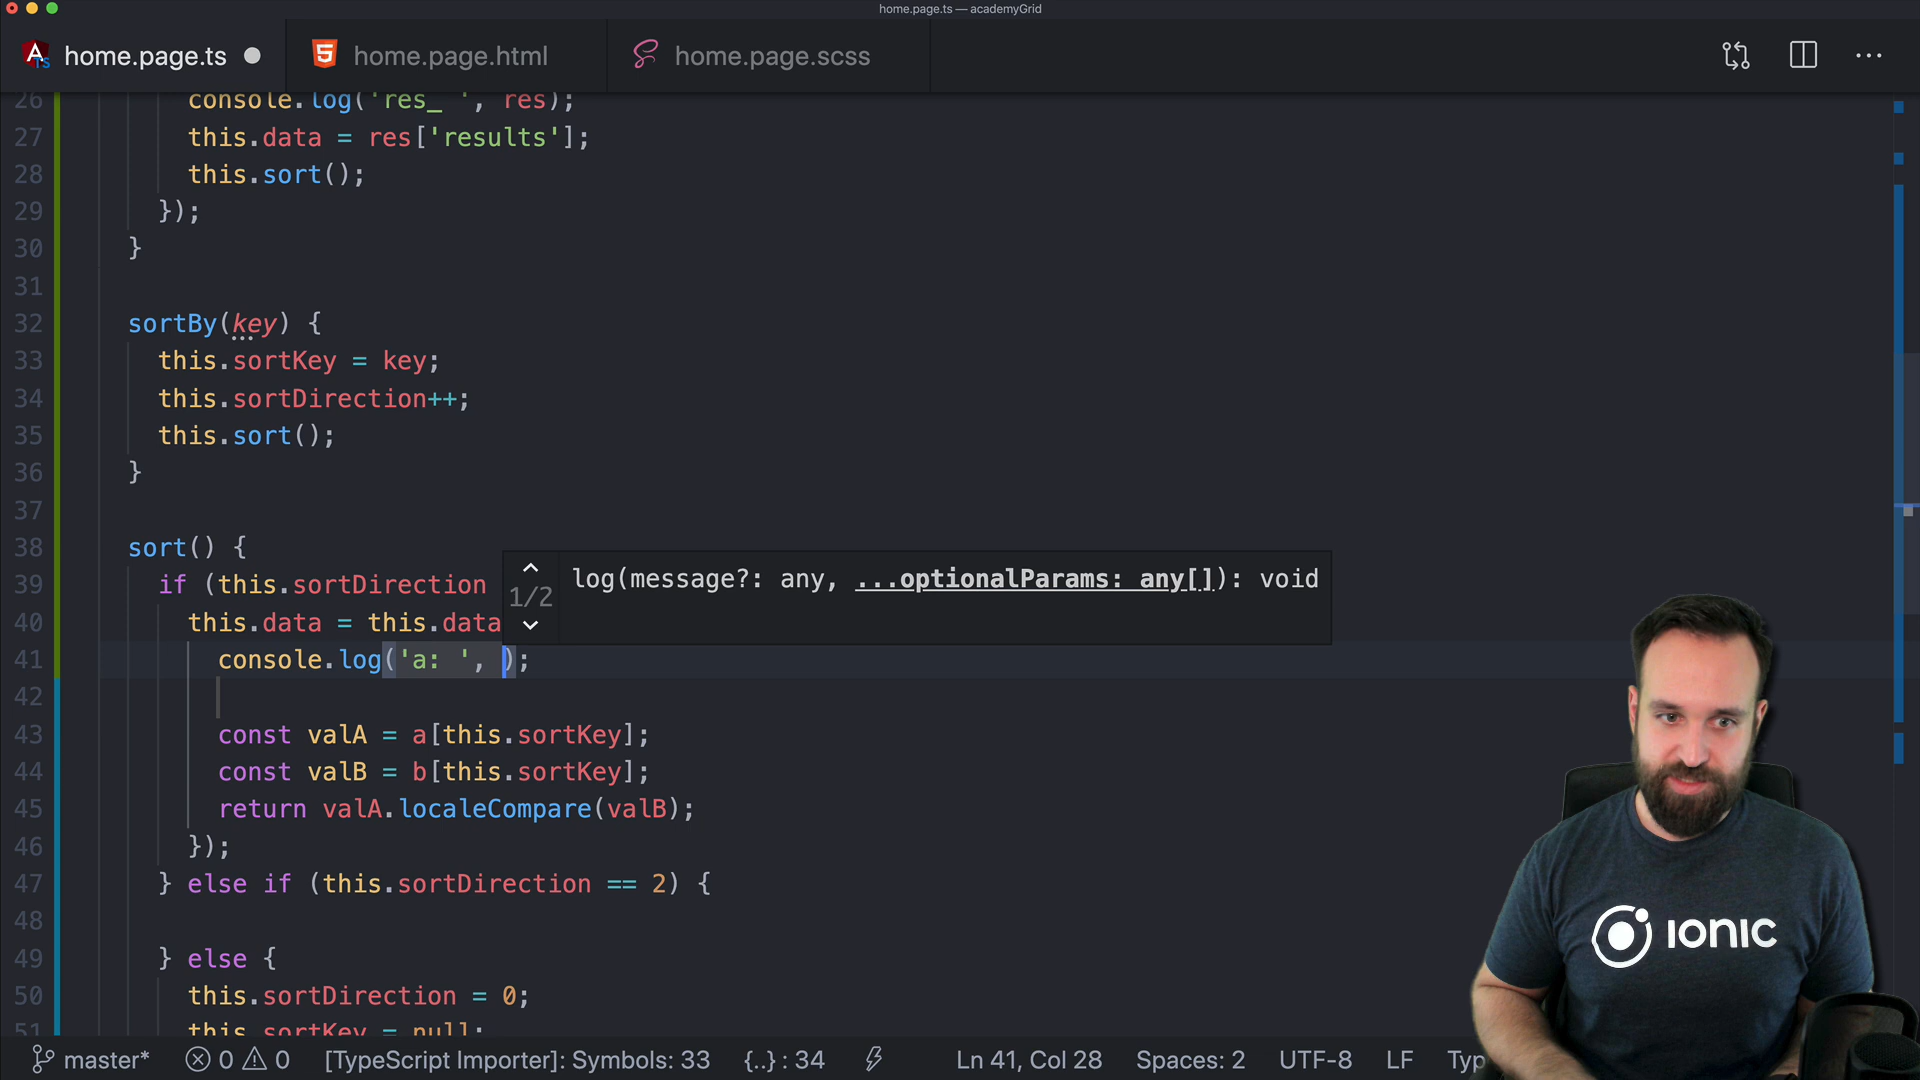 home.page.ts — academyGrid
home.page.ts
home.page.html
home.page.scss
26 console.log('res_ ', res);
27 this.data = res['results'];
28 this.sort();
29 });
30 }
31
32 sortBy(key) {
33 this.sortKey = key;
34 this.sortDirection++;
35 this.sort();
36 }
37
38 sort() {
39 if (this.sortDirection
1/2
log(message?: any, ...optionalParams: any[]): void
40 this.data = this.data
41 console.log('a: ', );
42
43 const valA = a[this.sortKey];
44 const valB = b[this.sortKey];
45 return valA.localeCompare(valB);
46 });
47 } else if (this.sortDirection == 2) {
48
49 } else {
50 this.sortDirection = 0;
51 this.sortKey = null;
IONIC
master* 0 0 [TypeScript Importer]: Symbols: 33 {..} : 34 Ln 41, Col 28 Spaces: 2 UTF-8 LF Typ